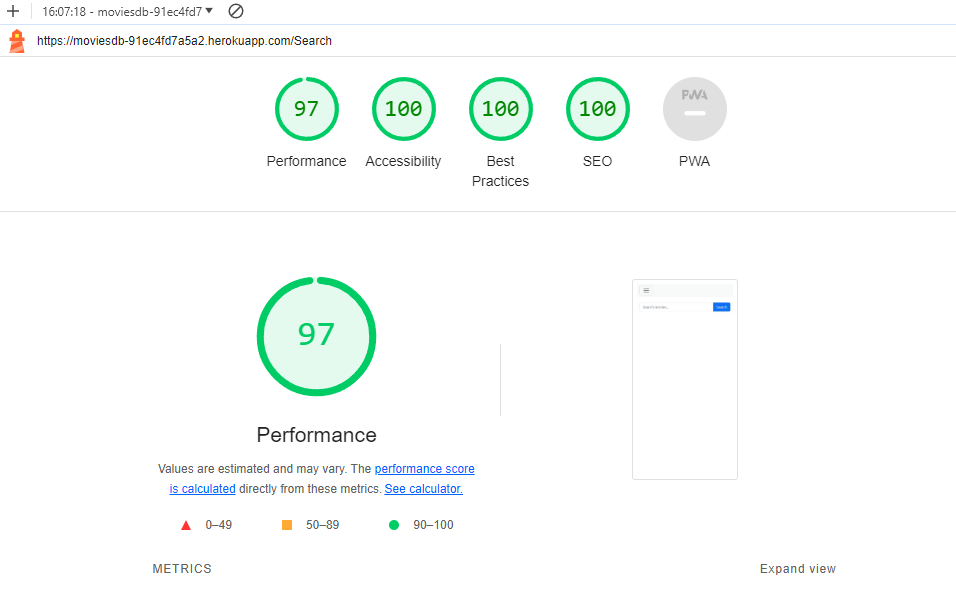 16:07:18 - moviesdb-91ec4fd7
https://moviesdb-91ec4fd7a5a2.herokuapp.com/Search
97
100
100
100
PWA
Performance
Accessibility
Best
Practices
SEO
PWA
97
Performance
Values are estimated and may vary. The performance score
is calculated directly from these metrics. See calculator.
0–49
50–89
90–100
METRICS
Expand view